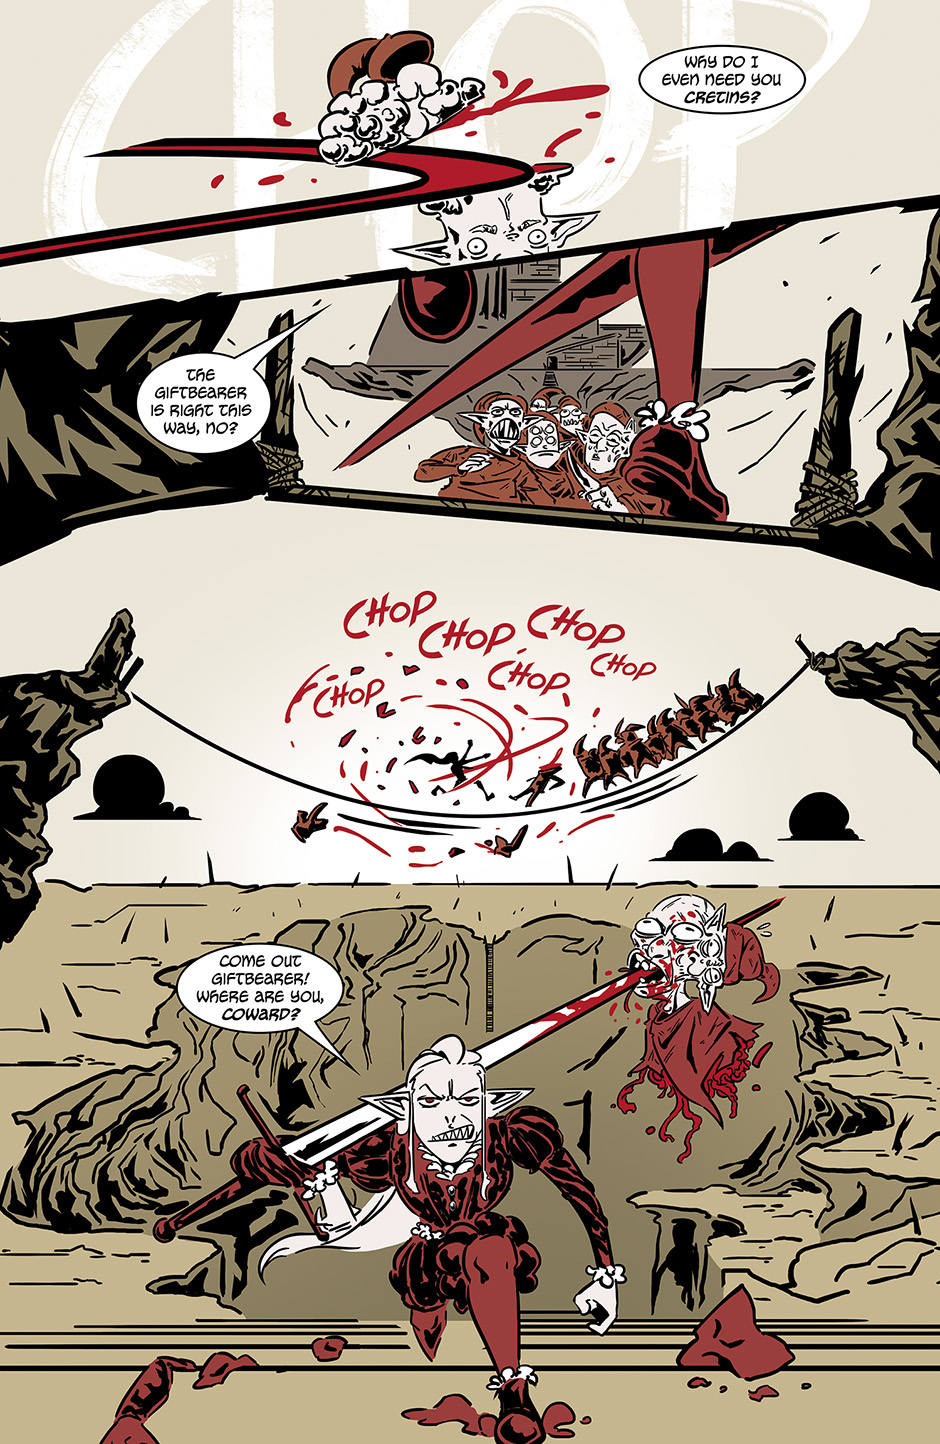 CHOP
WHY DO I
EVEN NEED YOU
CRETINS?
THE
GIFTBEARER
IS RIGHT THIS
WAY, NO?
CHOP
CHOP
CHOP
CHOP
CHOP
CHOP
COME OUT
GIFTBEARER!
WHERE ARE YOU,
COWARD?